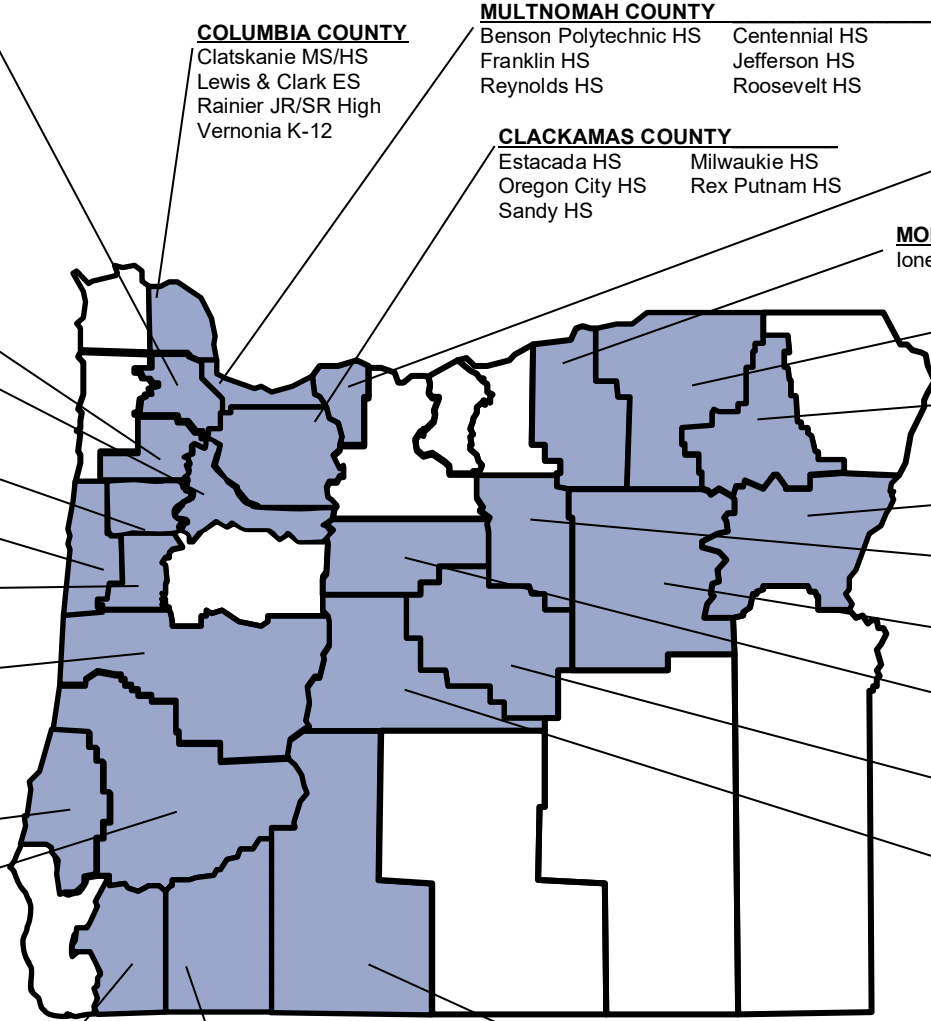 MULTNOMAH COUNTY
Benson Polytechnic HS Centennial HS
Franklin HS Jefferson HS
Reynolds HS Roosevelt HS
COLUMBIA COUNTY
Clatskanie MS/HS
Lewis & Clark ES
Rainier JR/SR High
Vernonia K-12
CLACKAMAS COUNTY
Estacada HS Milwaukie HS
Oregon City HS Rex Putnam HS
Sandy HS
Ione